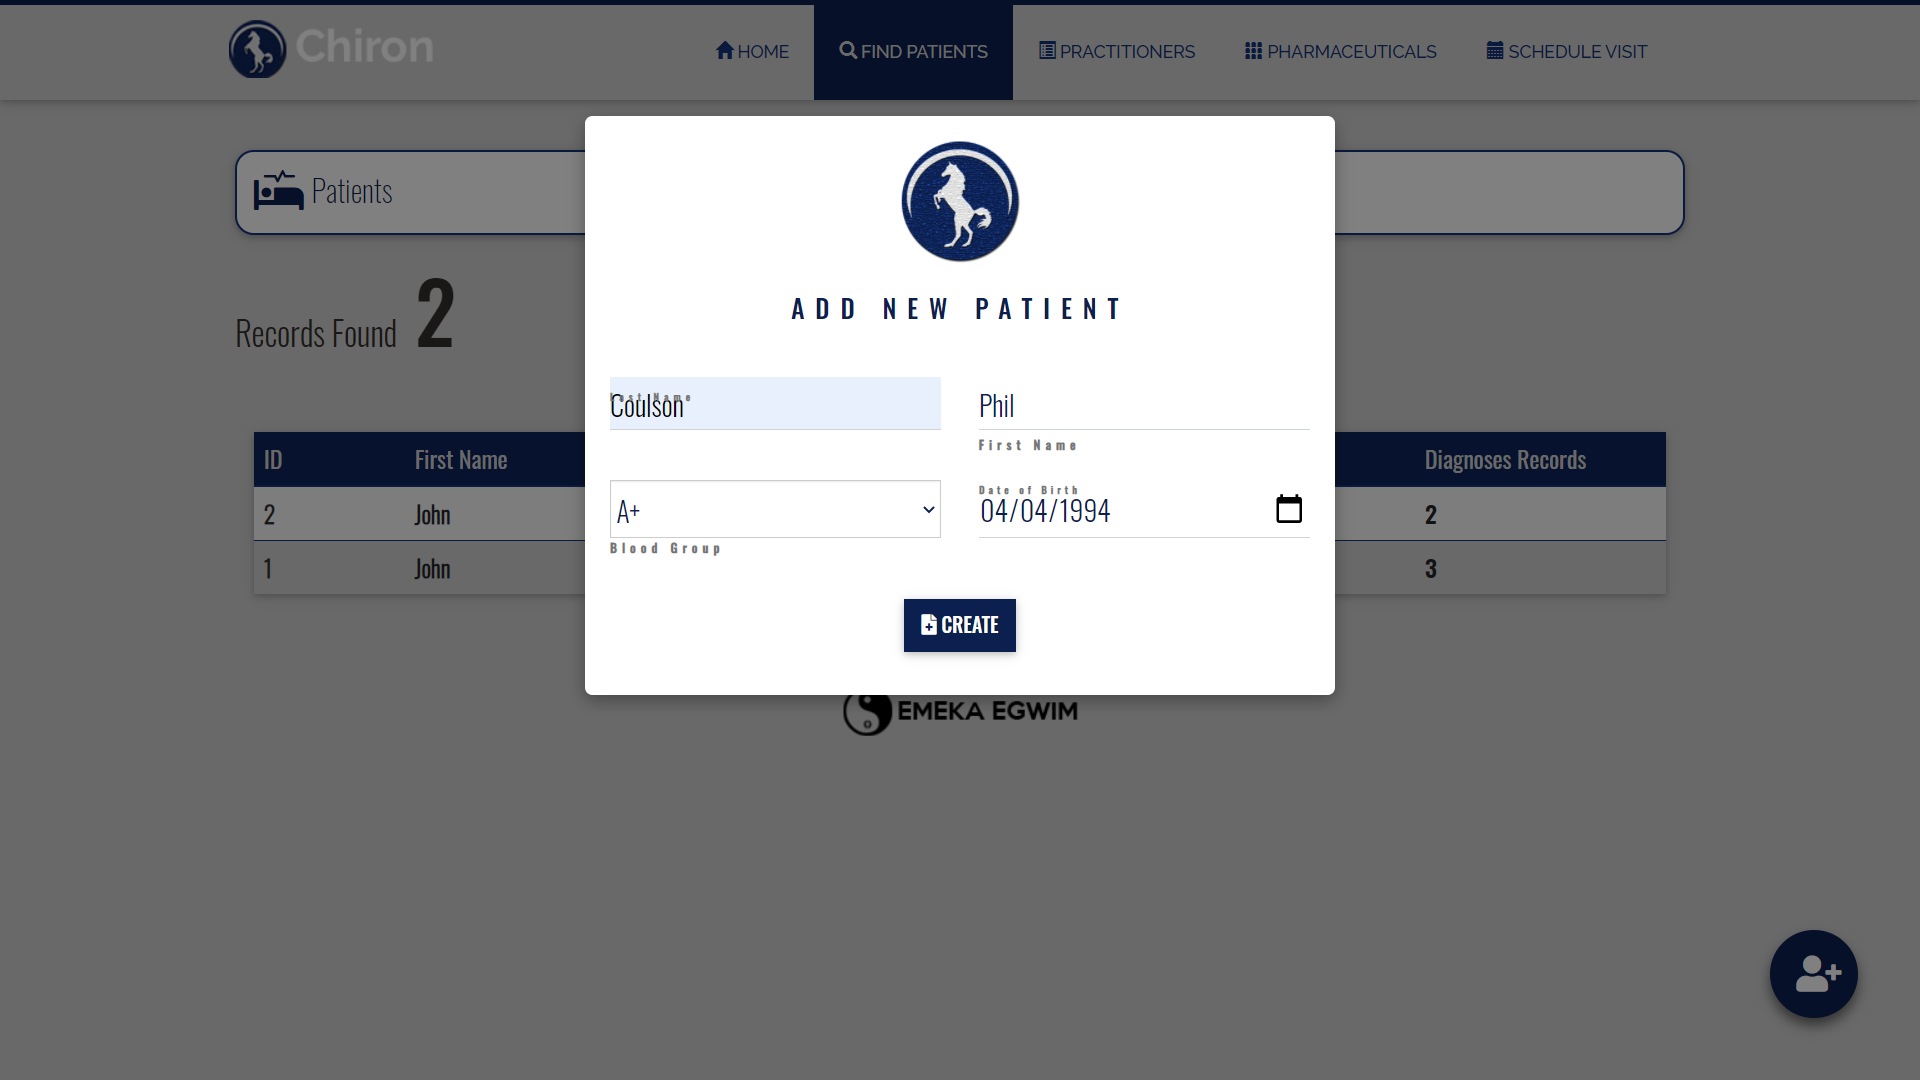 Chiron
HOME
FIND PATIENTS
PRACTITIONERS
PHARMACEUTICALS
SCHEDULE VISIT
Patients
Records Found 2
ADD NEW PATIENT
Last Name
Coulson
Phil
First Name
A+
Blood Group
Date of Birth
04/04/1994
CREATE
ID First Name Diagnoses Records
2 John 2
1 John 3
EMEKA EGWIM